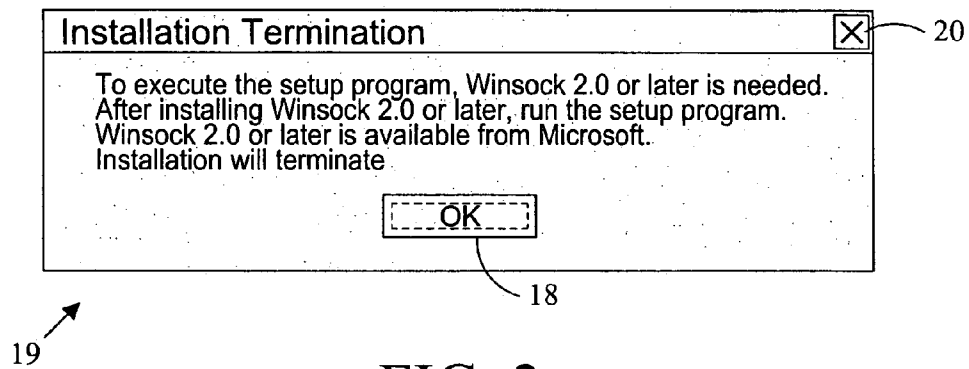 Installation Termination
20
To execute the setup program, Winsock 2.0 or later is needed.
After installing Winsock 2.0 or later, run the setup program.
Winsock 2.0 or later is available from Microsoft.
Installation will terminate
OK
18
19